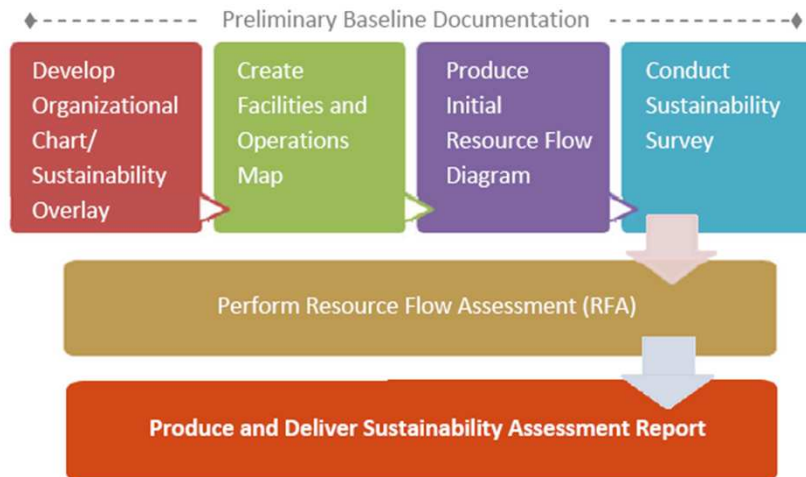 Preliminary Baseline Documentation
Develop
Organizational
Chart/
Sustainability
Overlay
Create
Facilities and
Operations
Map
Produce
Initial
Resource Flow
Diagram
Conduct
Sustainability
Survey
Perform Resource Flow Assessment (RFA)
Produce and Deliver Sustainability Assessment Report